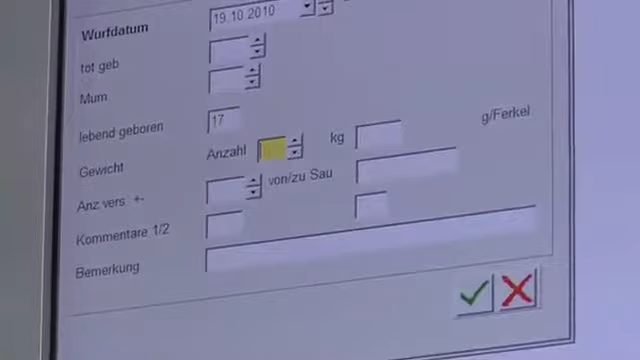 Wurfdatum 19.10.2010
tot geb
Mum
lebend geboren 17
Gewicht Anzahl kg g/Ferkel
Anz vers +- von/zu Sau
Kommentare 1/2
Bemerkung